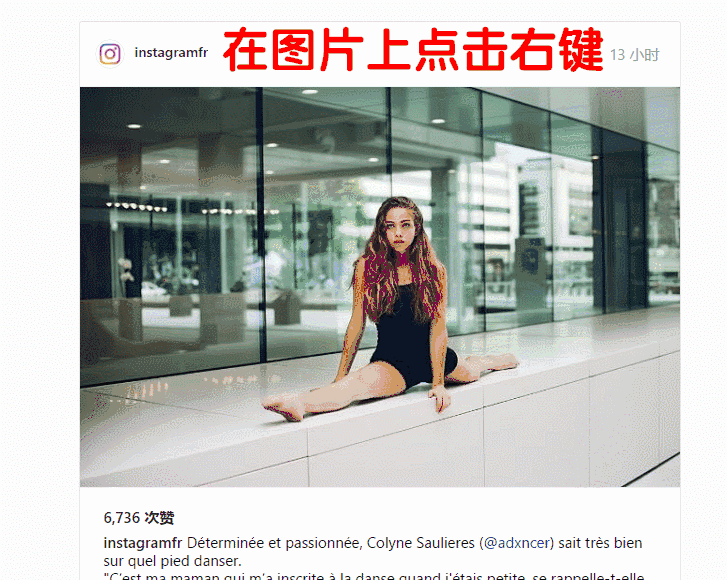 instagramfr
在图片上点击右键
13 小时
6,736 次赞
instagramfr Déterminée et passionnée, Colyne Saulieres (@adxncer) sait très bien
sur quel pied danser.
"C'est ma maman qui m'a inscrite à la danse quand j'étais petite, se rappelle-t-elle